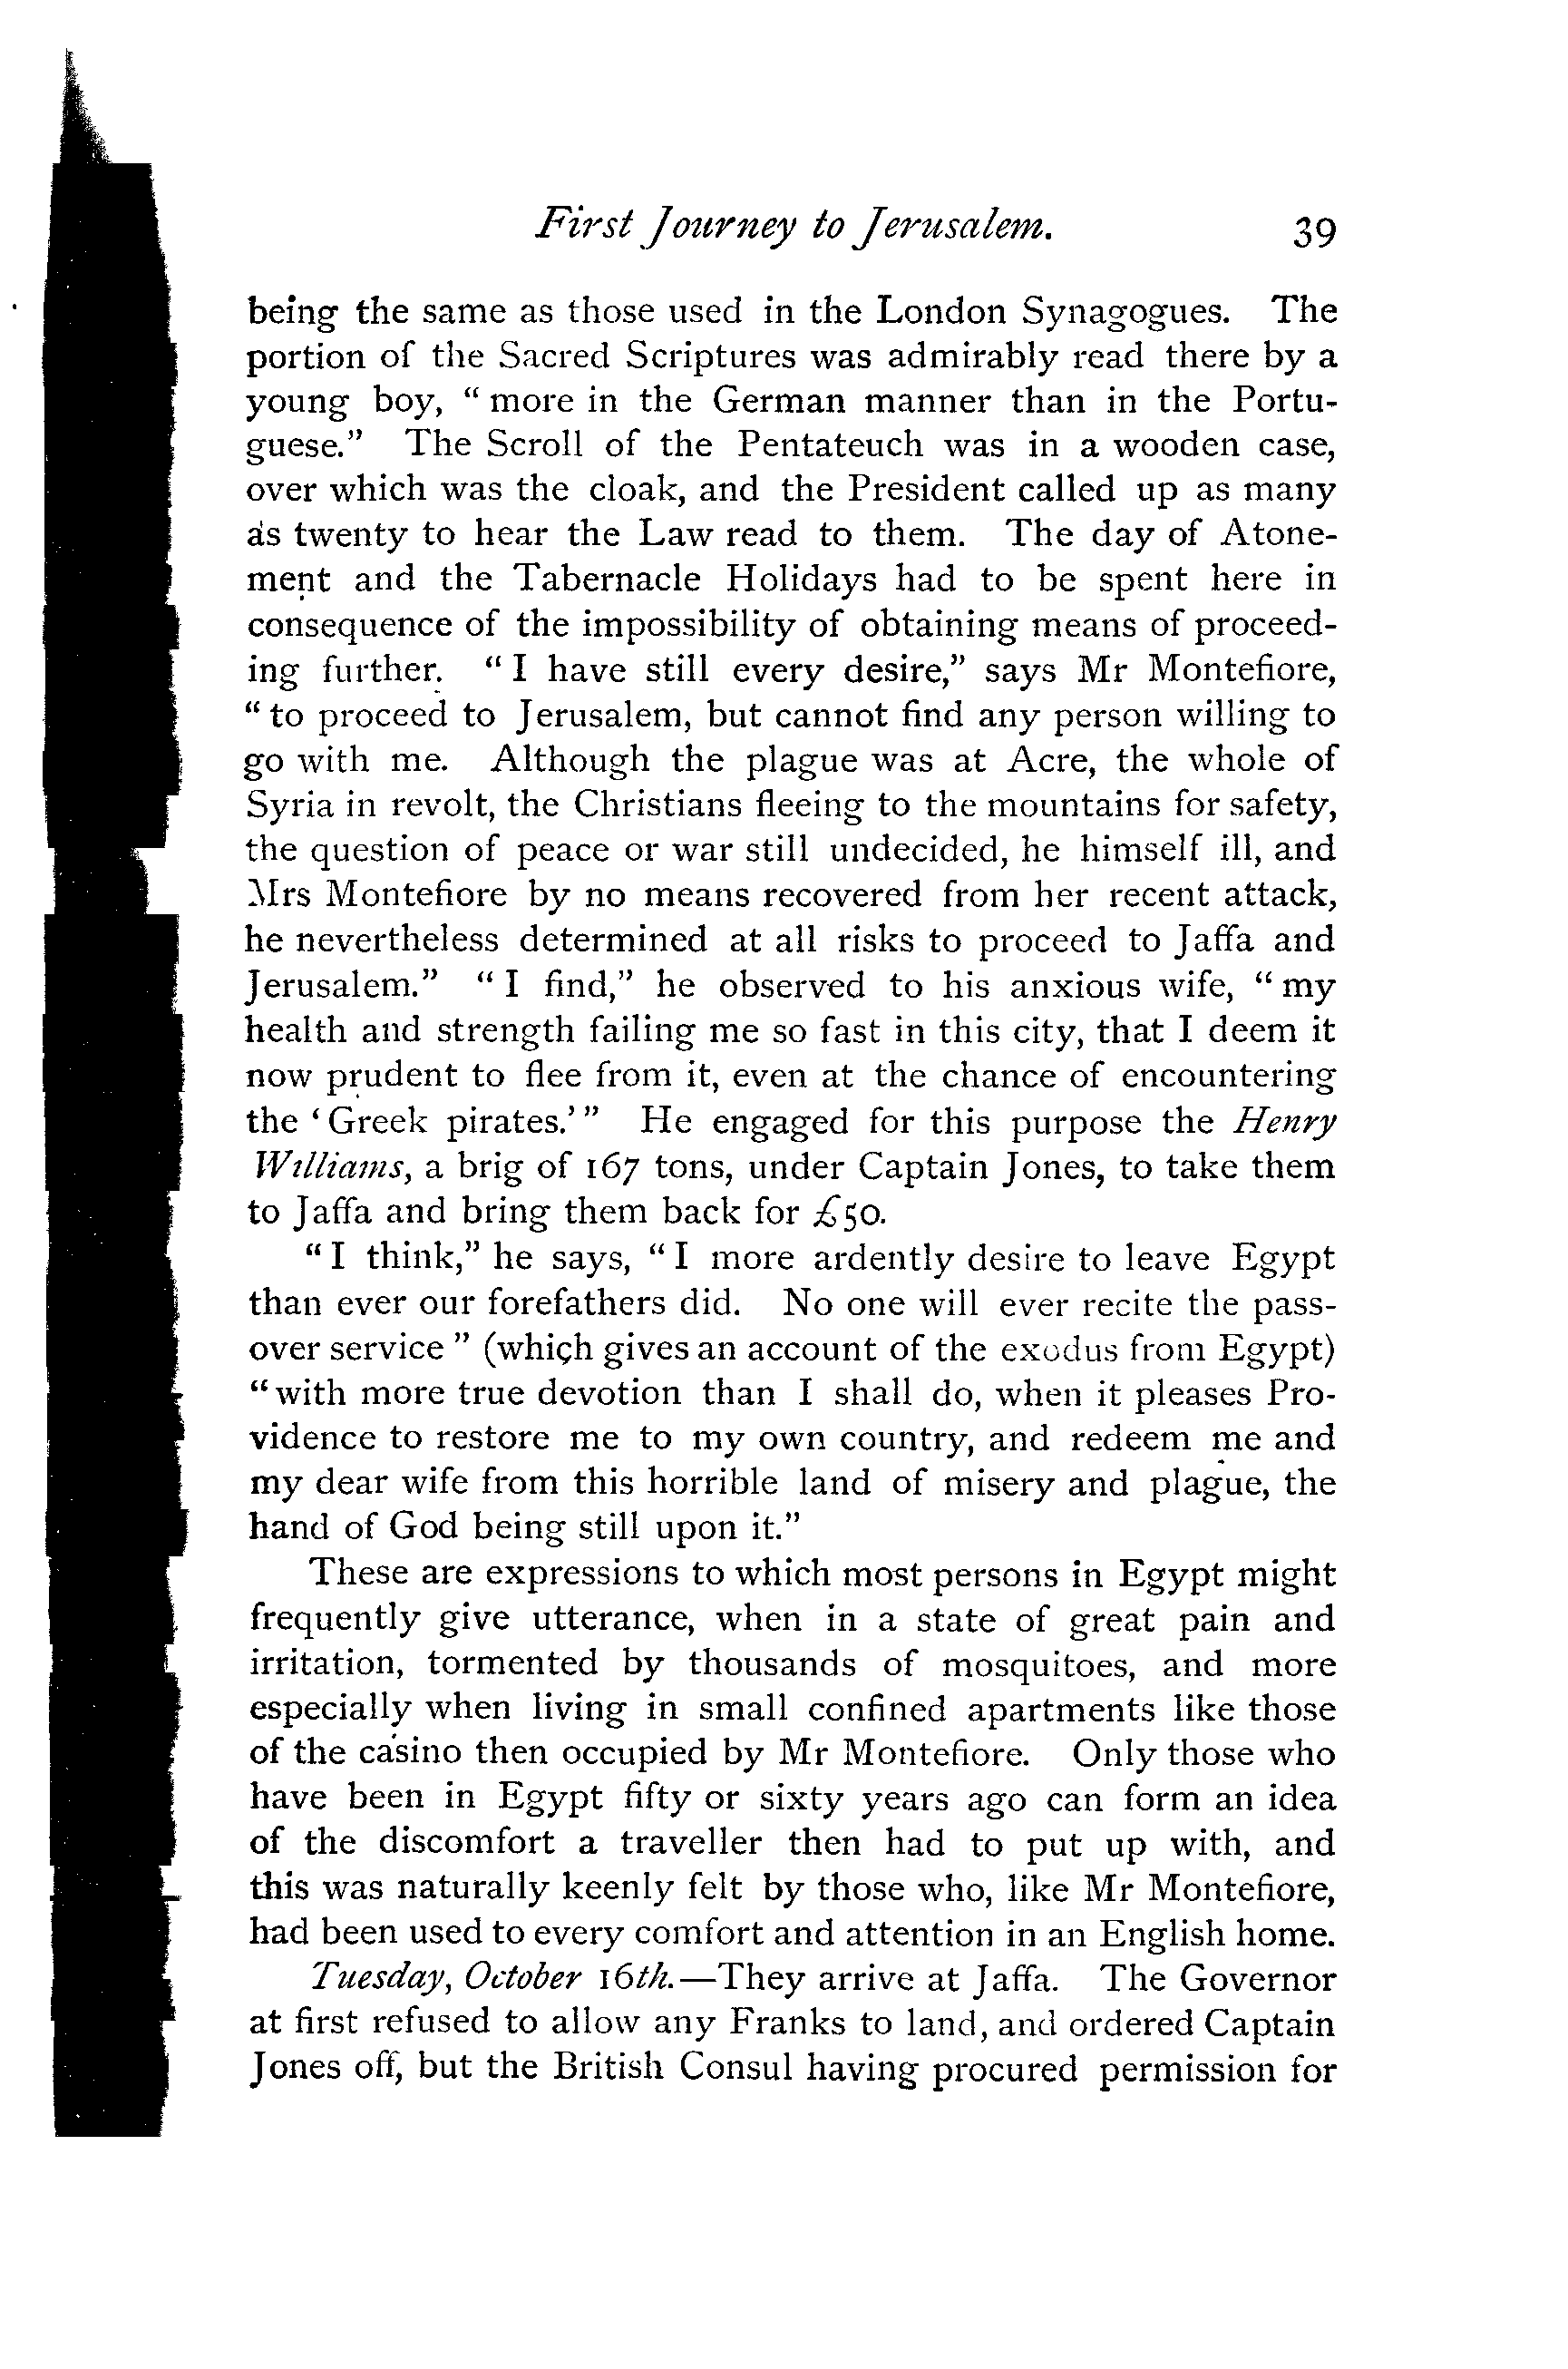 First Journey to Jerusalem. 39
being the same as those used in the London Synagogues. The
portion of the Sacred Scriptures was admirably read there by a
young boy, “ more in the German manner than in the Portu-
guese.” The Scroll of the Pentateuch was in a wooden case,
over which was the cloak, and the President called up as many
as twenty to hear the Law read to them. The day of Atone-
ment and the Tabernacle Holidays had to be spent here in
consequence of the impossibility of obtaining means of proceed-
ing further. “ I have still every desire,” says Mr Montefiore,
“ to proceed to Jerusalem, but cannot find any person willing to
go with me. Although the plague was at Acre, the whole of
Syria in revolt, the Christians fleeing to the mountains for safety,
the question of peace or war still undecided, he himself ill, and
Mrs Montefiore by no means recovered from her recent attack,
he nevertheless determined at all risks to proceed to Jaffa and
Jerusalem.” “ I find,” he observed to his anxious wife, “ my
health and strength failing me so fast in this city, that I deem it
now prudent to flee from it, even at the chance of encountering
the ‘ Greek pirates.’ ” He engaged for this purpose the Henry
Williams, a brig of 167 tons, under Captain Jones, to take them
to Jaffa and bring them back for £50.
“ I think,” he says, “ I more ardently desire to leave Egypt
than ever our forefathers did. No one will ever recite the pass-
over service ” (which gives an account of the exodus from Egypt)
“ with more true devotion than I shall do, when it pleases Pro-
vidence to restore me to my own country, and redeem me and
my dear wife from this horrible land of misery and plague, the
hand of God being still upon it.”
These are expressions to which most persons in Egypt might
frequently give utterance, when in a state of great pain and
irritation, tormented by thousands of mosquitoes, and more
especially when living in small confined apartments like those
of the casino then occupied by Mr Montefiore. Only those who
have been in Egypt fifty or sixty years ago can form an idea
of the discomfort a traveller then had to put up with, and
this was naturally keenly felt by those who, like Mr Montefiore,
had been used to every comfort and attention in an English home.
Tuesday, October 16th.—They arrive at Jaffa. The Governor
at first refused to allow any Franks to land, and ordered Captain
Jones off, but the British Consul having procured permission for